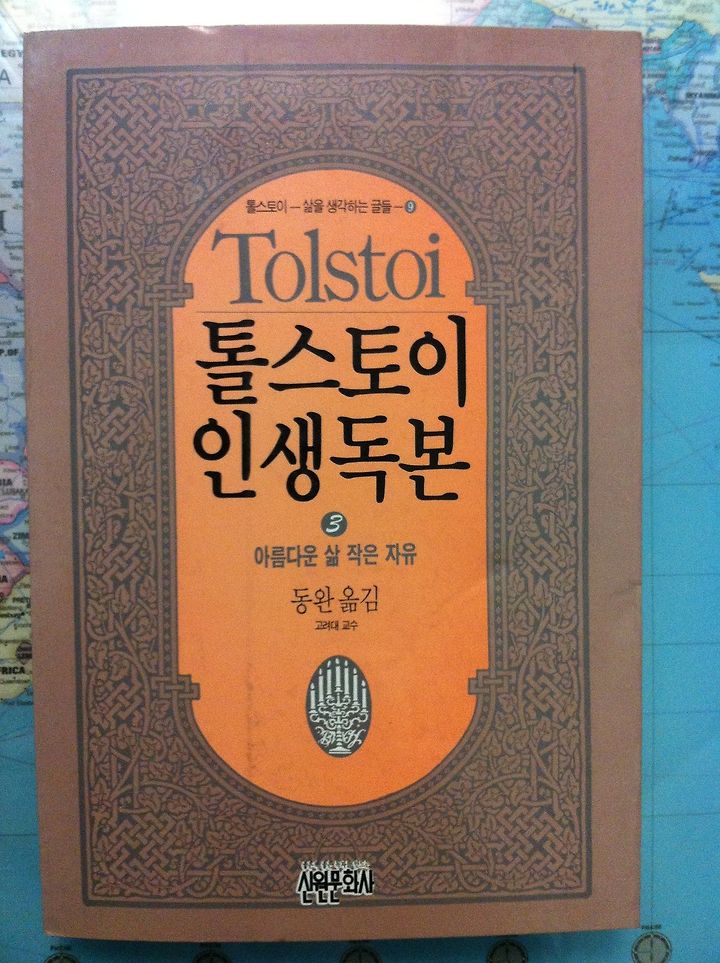 톨스토이 — 삶을 생각하는 글들 — 9
Tolstoi
톨스토이
인생독본
3
아름다운 삶 작은 자유
동완 옮김
고려대 교수
신원문화사